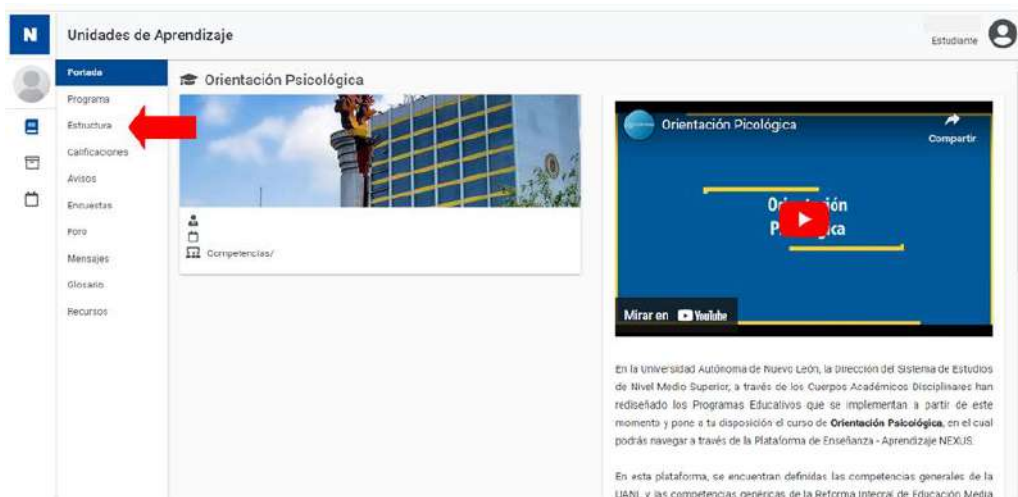 N
Unidades de Aprendizaje
Estudiante
Portada
Programa
Estructura
Calificaciones
Avisos
Encuestas
Foro
Mensajes
Glosario
Recursos
Orientación Psicológica
Competencias/
Orientación Picológica
Compartir
Mirar en YouTube
En la Universidad Autónoma de Nuevo León, la Dirección del Sistema de Estudios
de Nivel Medio Superior, a través de los Cuerpos Académicos Disciplinares han
rediseñado los Programas Educativos que se implementan a partir de este
momento y pone a tu disposición el curso de Orientación Psicológica, en el cual
podrás navegar a través de la Plataforma de Enseñanza - Aprendizaje NEXUS.
En esta plataforma, se encuentran definidas las competencias generales de la
UANL y las competencias genéricas de la Reforma Integral de Educación Media